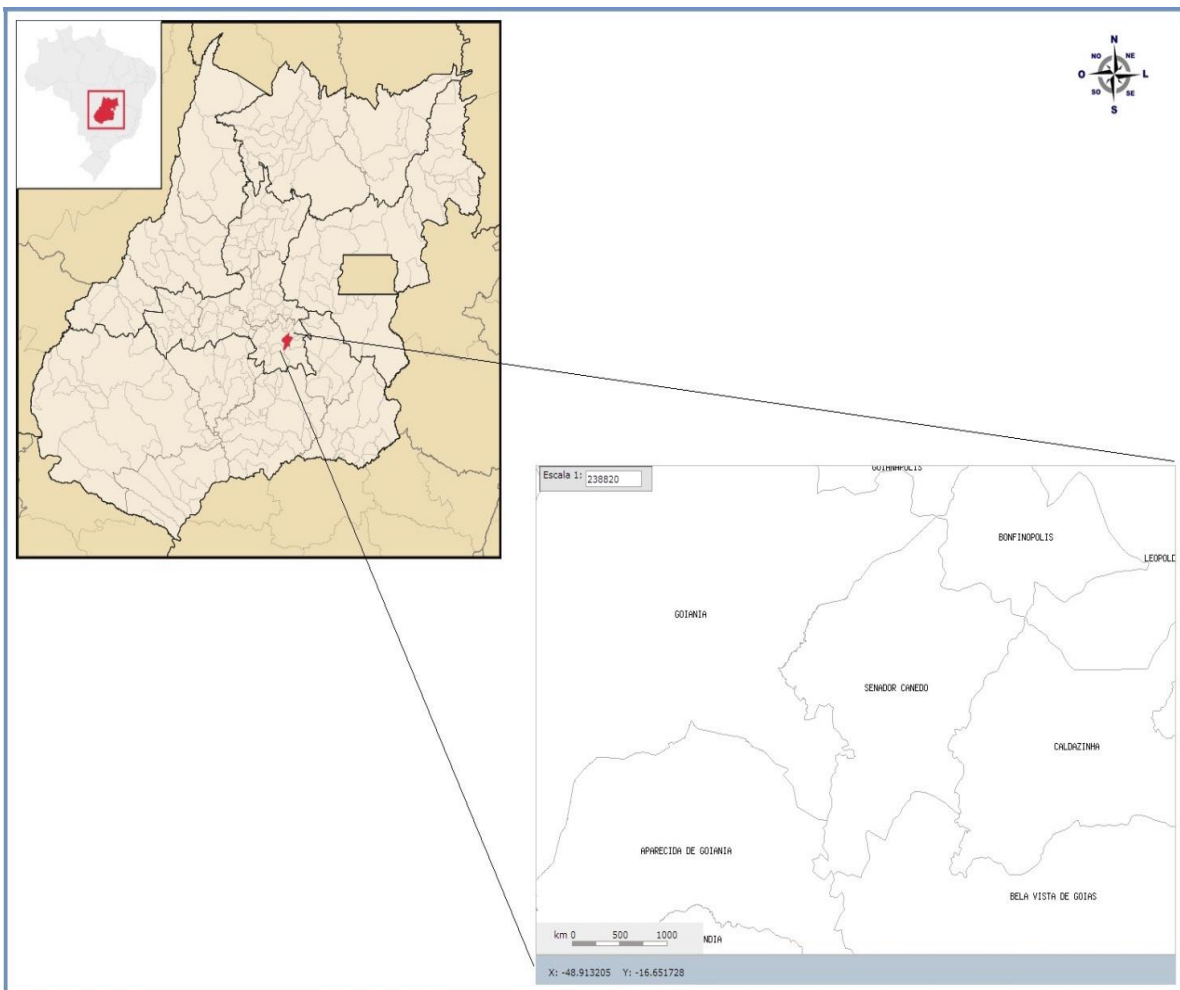 N
NO NE
O L
SO SE
S
Escala 1: 238820
GOIANAPOLIS
BONFINOPOLIS
LEOPOLD
GOIANIA
SENADOR CANEDO
CALDAZINHA
APARECIDA DE GOIANIA
BELA VISTA DE GOIAS
km 0 500 1000
NDIA
X: -48.913205 Y: -16.651728